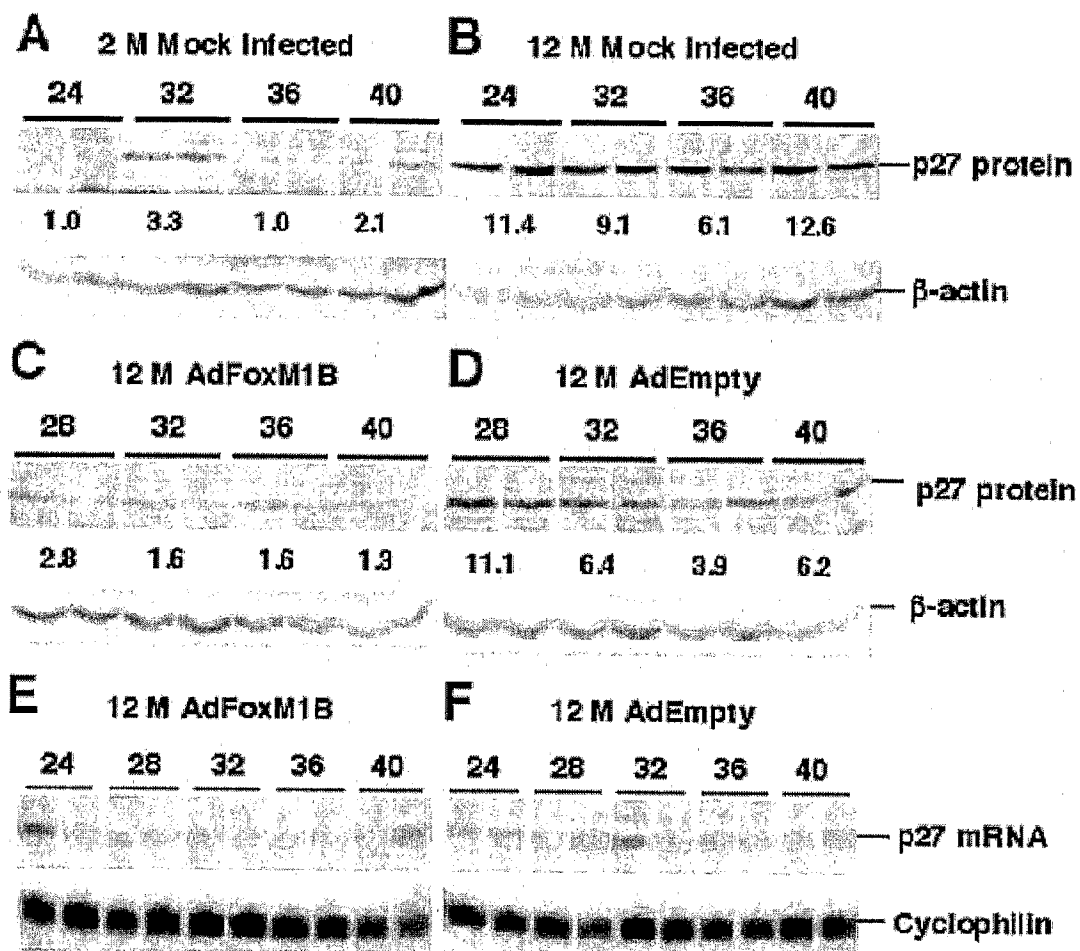 A 2 M Mock Infected
B 12 M Mock Infected
24 32 36 40
24 32 36 40
p27 protein
1.0 3.3 1.0 2.1
11.4 9.1 6.1 12.6
β-actin
C 12 M AdFoxM1B
D 12 M AdEmpty
28 32 36 40
28 32 36 40
p27 protein
2.8 1.6 1.6 1.3
11.1 6.4 3.9 6.2
β-actin
E 12 M AdFoxM1B
F 12 M AdEmpty
24 28 32 36 40
24 28 32 36 40
p27 mRNA
Cyclophilin